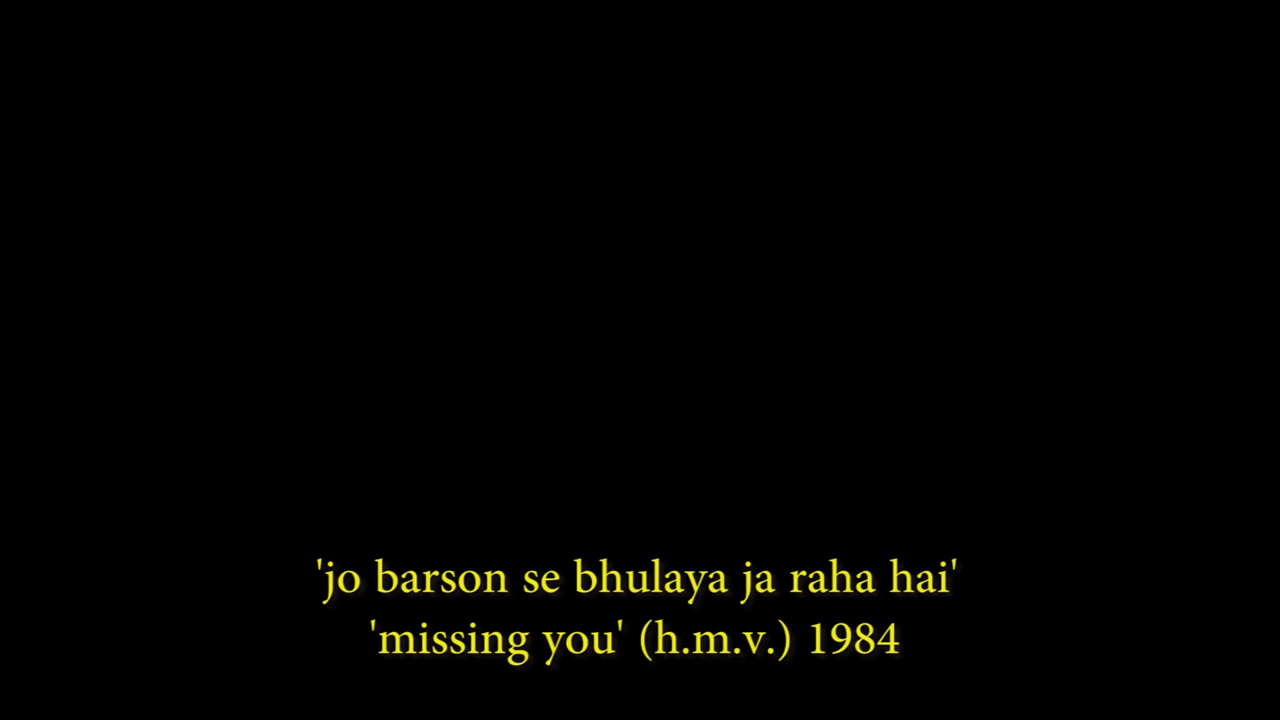 'jo barson se bhulaya ja raha hai'
'missing you' (h.m.v.) 1984